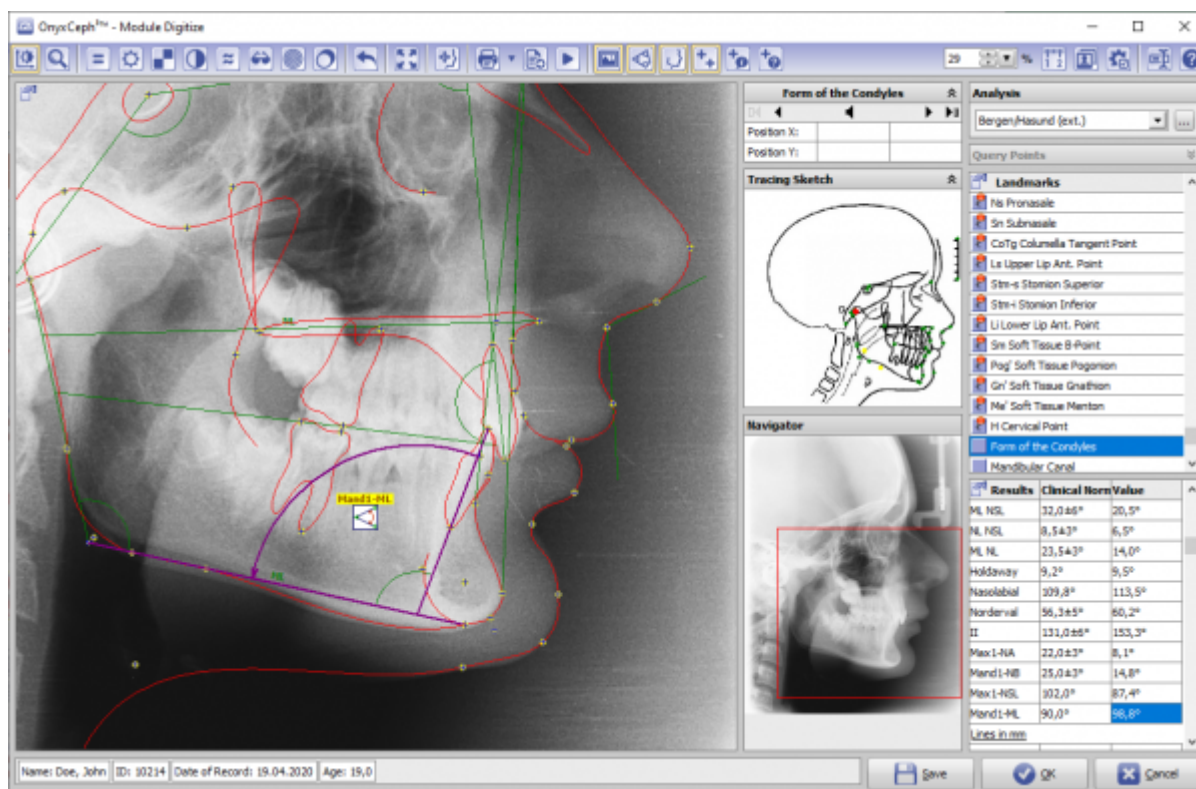 OnyxCeph³™ - Module Digitize
29 %
Form of the Condyles
Position X:
Position Y:
Tracing Sketch
Navigator
Analysis
Bergen/Hasund (ext.)
...
Query Points
Landmarks
Ns Pronasale
Sn Subnasale
CoTg Columella Tangent Point
Ls Upper Lip Ant. Point
Stm-s Stomion Superior
Stm-i Stomion Inferior
Li Lower Lip Ant. Point
Sm Soft Tissue B-Point
Pog' Soft Tissue Pogonion
Gn' Soft Tissue Gnathion
Me' Soft Tissue Menton
H Cervical Point
Form of the Condyles
Mandibular Canal
Results Clinical Norm Value
ML NSL 32,0±6° 20,5°
NL NSL 8,5±3° 6,5°
ML NL 23,5±3° 14,0°
Holdaway 9,2° 9,5°
Nasolabial 109,8° 113,5°
Norderval 56,3±5° 60,2°
II 131,0±6° 153,3°
Max1-NA 22,0±3° 8,1°
Mand1-NB 25,0±3° 14,8°
Max1-NSL 102,0° 87,4°
Mand1-ML 90,0° 98,8°
Lines in mm
NL
Mand1-ML
ML
Name: Doe, John ID: 10214 Date of Record: 19.04.2020 Age: 19,0
Save
OK
Cancel